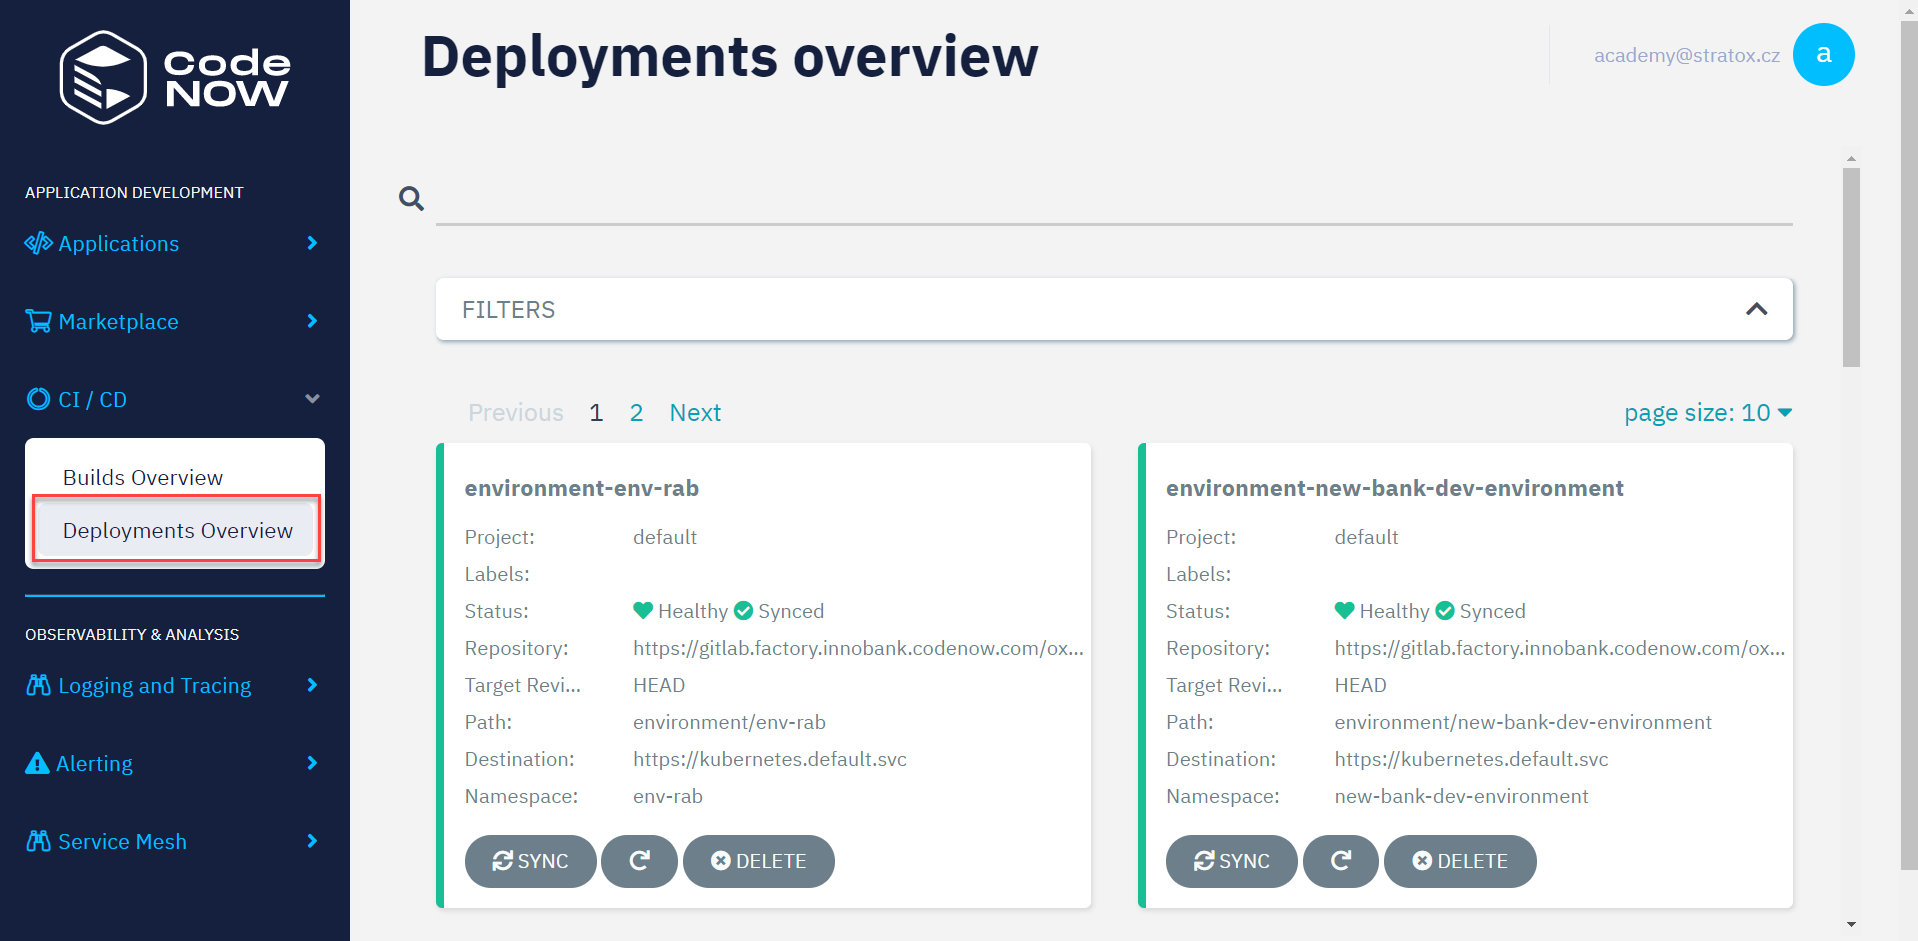 Code
NOW
APPLICATION DEVELOPMENT
Applications
Marketplace
CI / CD
Builds Overview
Deployments Overview
OBSERVABILITY & ANALYSIS
Logging and Tracing
Alerting
Service Mesh
Deployments overview
academy@stratox.cz
a
FILTERS
Previous 1 2 Next
page size: 10
environment-env-rab
Project: default
Labels:
Status: Healthy Synced
Repository: https://gitlab.factory.innobank.codenow.com/ox...
Target Revi... HEAD
Path: environment/env-rab
Destination: https://kubernetes.default.svc
Namespace: env-rab
SYNC DELETE
environment-new-bank-dev-environment
Project: default
Labels:
Status: Healthy Synced
Repository: https://gitlab.factory.innobank.codenow.com/ox...
Target Revi... HEAD
Path: environment/new-bank-dev-environment
Destination: https://kubernetes.default.svc
Namespace: new-bank-dev-environment
SYNC DELETE